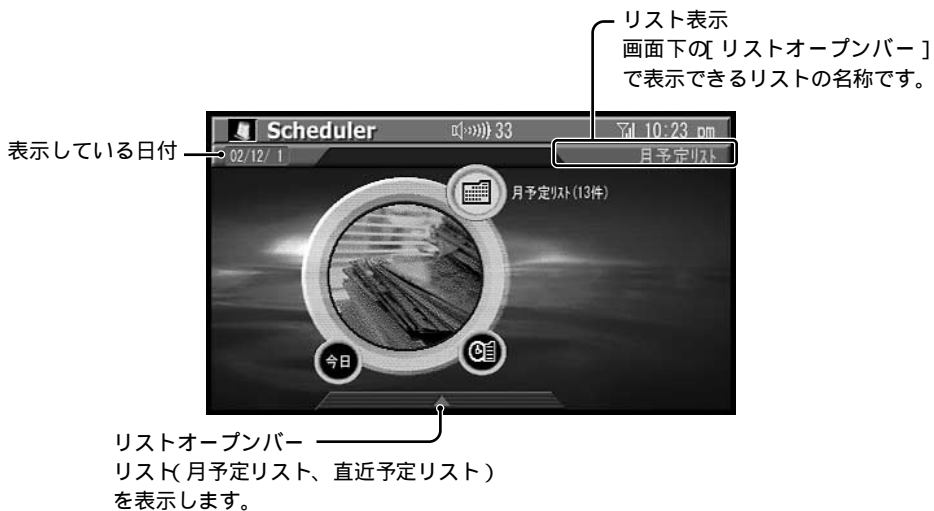 リスト表示
画面下の[リストオープンバー]
で表示できるリストの名称です。
Scheduler 33 10:23 pm
表示している日付
02/12/ 1 月予定リスト
月予定リスト(13件)
今日
リストオープンバー
リスト(月予定リスト、直近予定リスト)
を表示します。